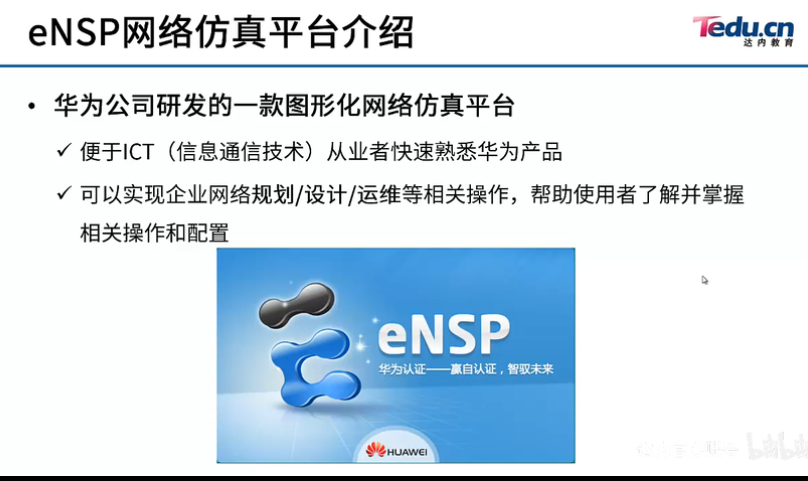 eNSP网络仿真平台介绍
Tedu.cn
达内教育
• 华为公司研发的一款图形化网络仿真平台
✓ 便于ICT（信息通信技术）从业者快速熟悉华为产品
✓ 可以实现企业网络规划/设计/运维等相关操作，帮助使用者了解并掌握
相关操作和配置
eNSP
华为认证——赢自认证，智驭未来
HUAWEI